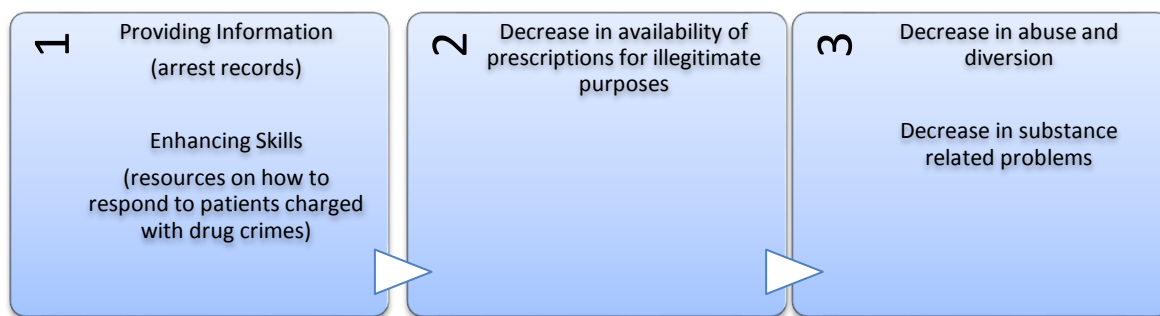 1
Providing Information
(arrest records)
Enhancing Skills
(resources on how to
respond to patients charged
with drug crimes)
2
Decrease in availability of
prescriptions for illegitimate
purposes
3
Decrease in abuse and
diversion
Decrease in substance
related problems